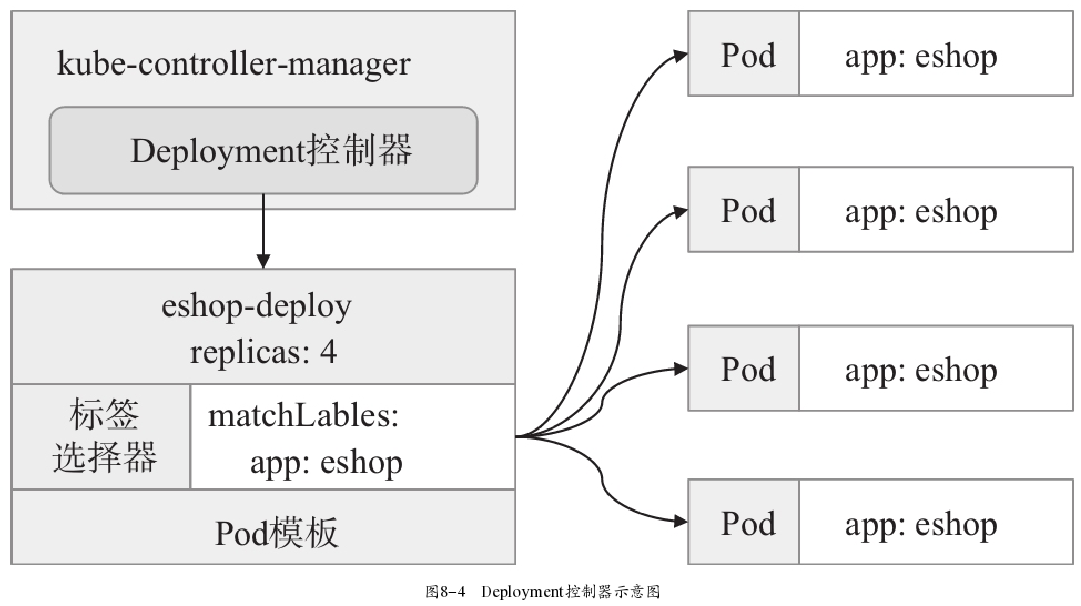 kube-controller-manager
Deployment控制器
eshop-deploy
replicas: 4
标签
选择器
matchLables:
app: eshop
Pod模板
Pod app: eshop
Pod app: eshop
Pod app: eshop
Pod app: eshop
图8-4 Deployment控制器示意图